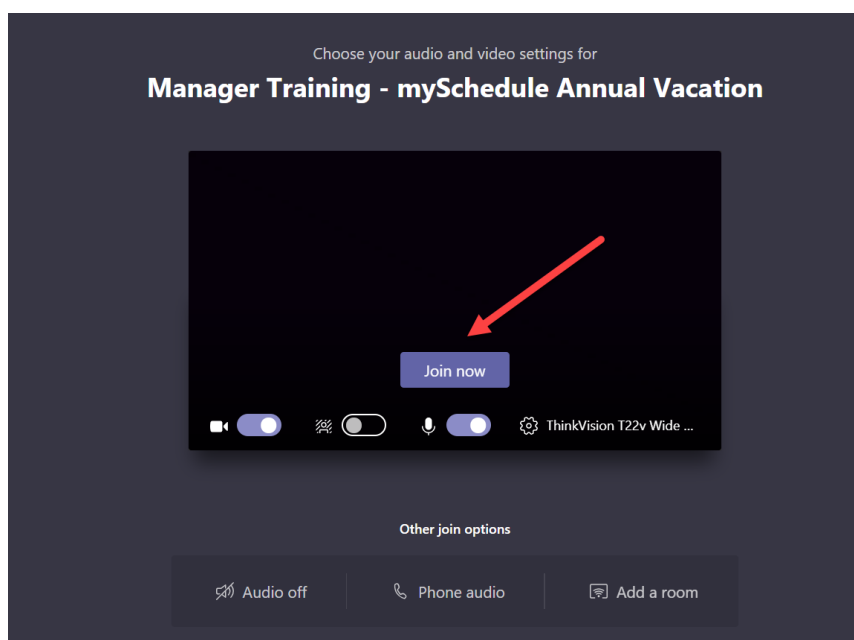 Choose your audio and video settings for
Manager Training - mySchedule Annual Vacation
Join now
ThinkVision T22v Wide ...
Other join options
Audio off
Phone audio
Add a room